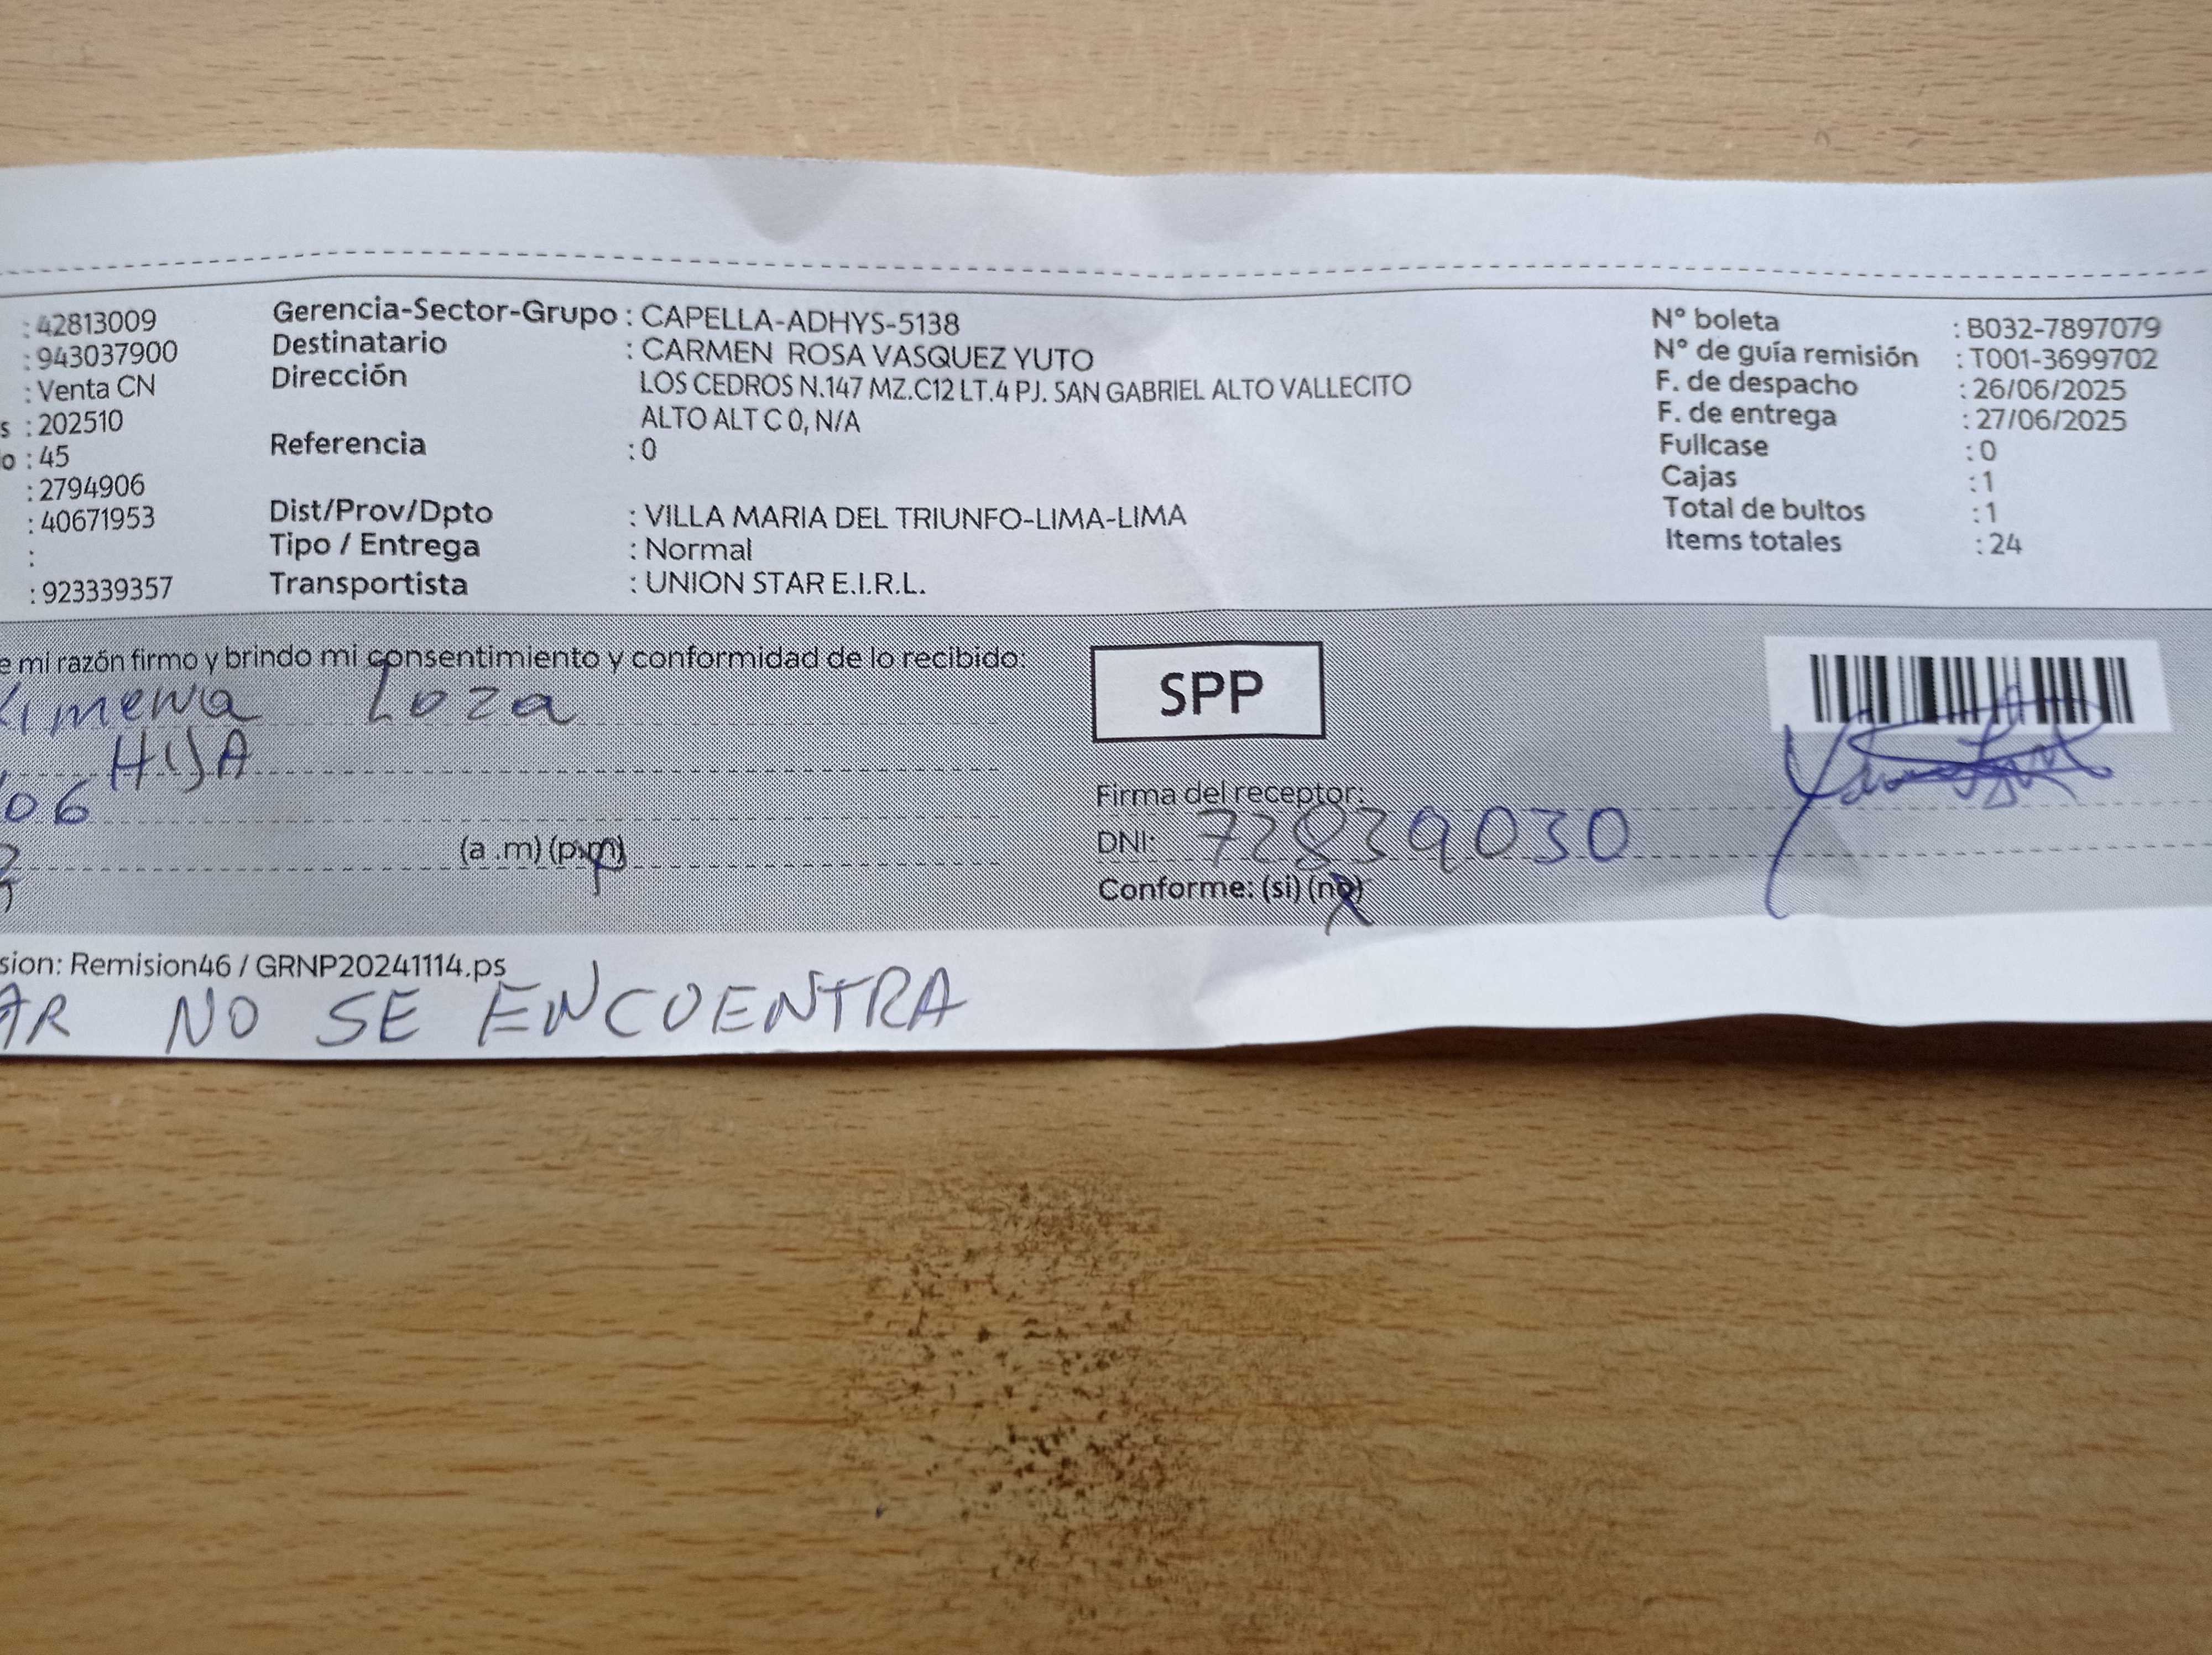 : 42813009 Gerencia-Sector-Grupo : CAPELLA-ADHYS-5138 N° boleta : B032-7897079
: 943037900 Destinatario : CARMEN ROSA VASQUEZ YUTO N° de guía remisión : T001-3699702
: Venta CN Dirección LOS CEDROS N.147 MZ.C12 LT.4 PJ. SAN GABRIEL ALTO VALLECITO F. de despacho : 26/06/2025
s : 202510 ALTO ALT C 0, N/A F. de entrega : 27/06/2025
o : 45 Referencia : 0 Fullcase : 0
: 2794906 Cajas : 1
: 40671953 Dist/Prov/Dpto : VILLA MARIA DEL TRIUNFO-LIMA-LIMA Total de bultos : 1
: Tipo / Entrega : Normal Items totales : 24
: 923339357 Transportista : UNION STAR E.I.R.L.
e mi razón firmo y brindo mi consentimiento y conformidad de lo recibido:
Ximena Loza SPP
HIJA
06 Firma del receptor:
(a .m) (p.m) DNI: 72839030
Conforme: (si) (no)
sion: Remision46 / GRNP20241114.ps
AR NO SE ENCUENTRA